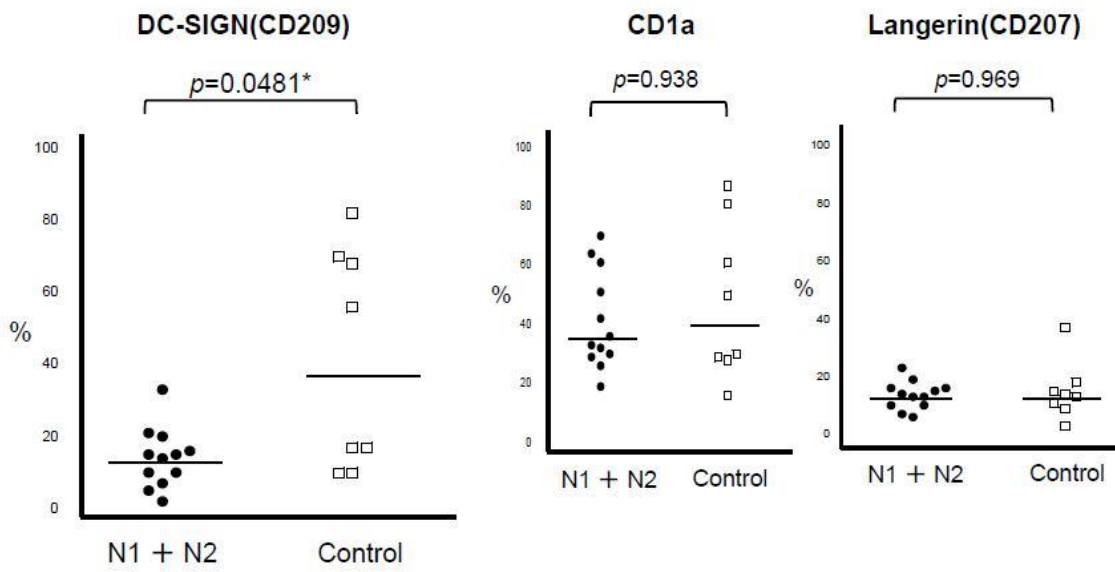 DC-SIGN(CD209)
p=0.0481*
100
80
60
%
40
20
0
N1 + N2 Control
CD1a
p=0.938
100
80
60
%
40
20
0
N1 + N2 Control
Langerin(CD207)
p=0.969
100
80
60
%
40
20
0
N1 + N2 Control